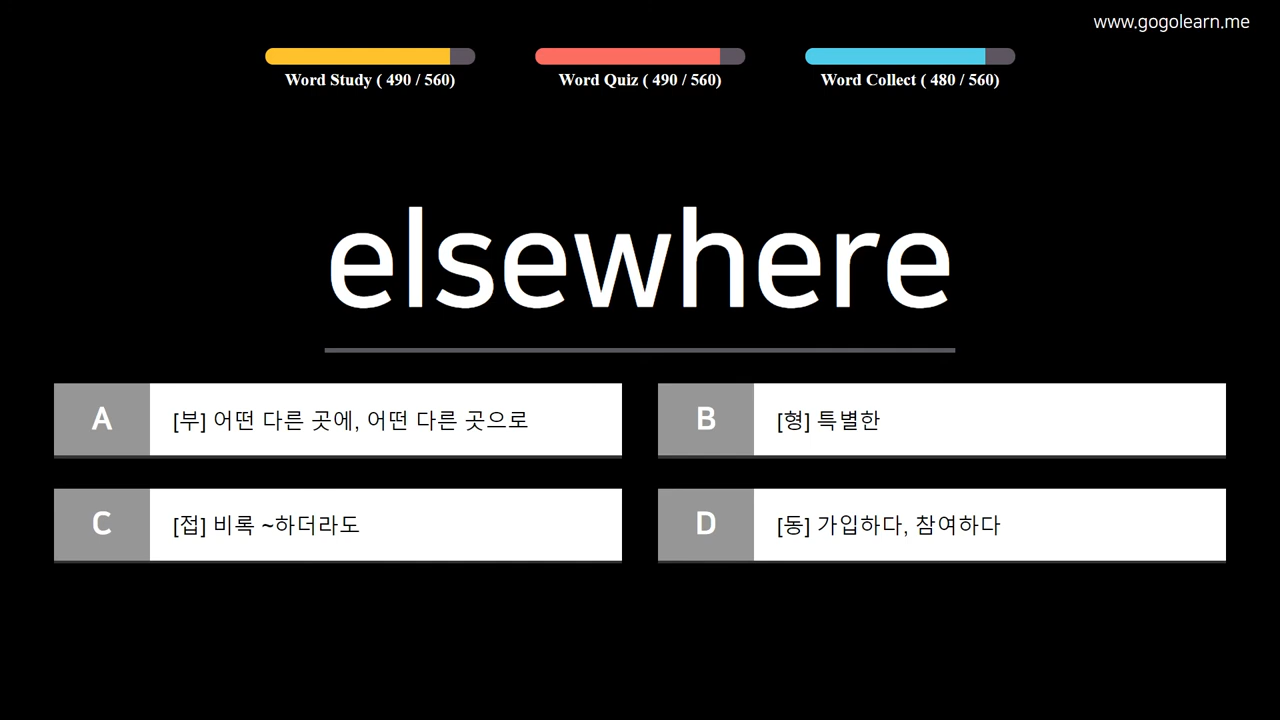 www.gogolearn.me
Word Study ( 490 / 560)
Word Quiz ( 490 / 560)
Word Collect ( 480 / 560)
elsewhere
A [부] 어떤 다른 곳에, 어떤 다른 곳으로
B [형] 특별한
C [접] 비록 ~하더라도
D [동] 가입하다, 참여하다